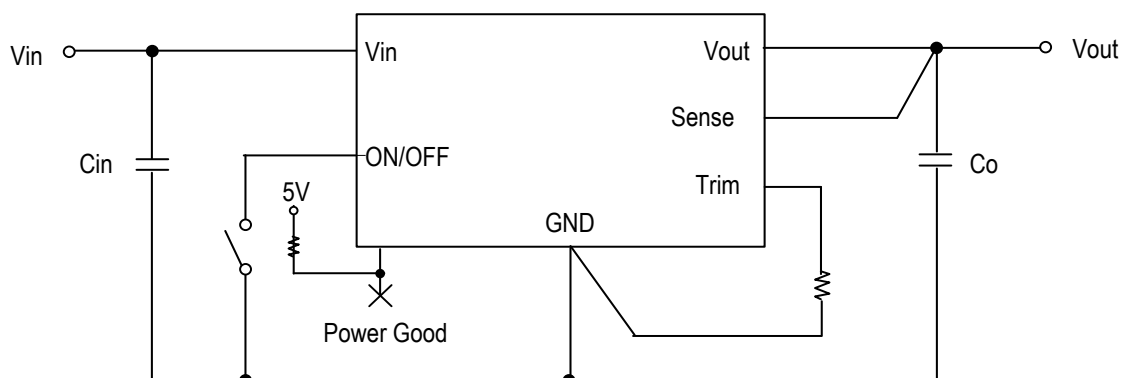 Vin
Vin
Vout
Vout
Sense
Cin
ON/OFF
Co
Trim
5V
GND
Power Good